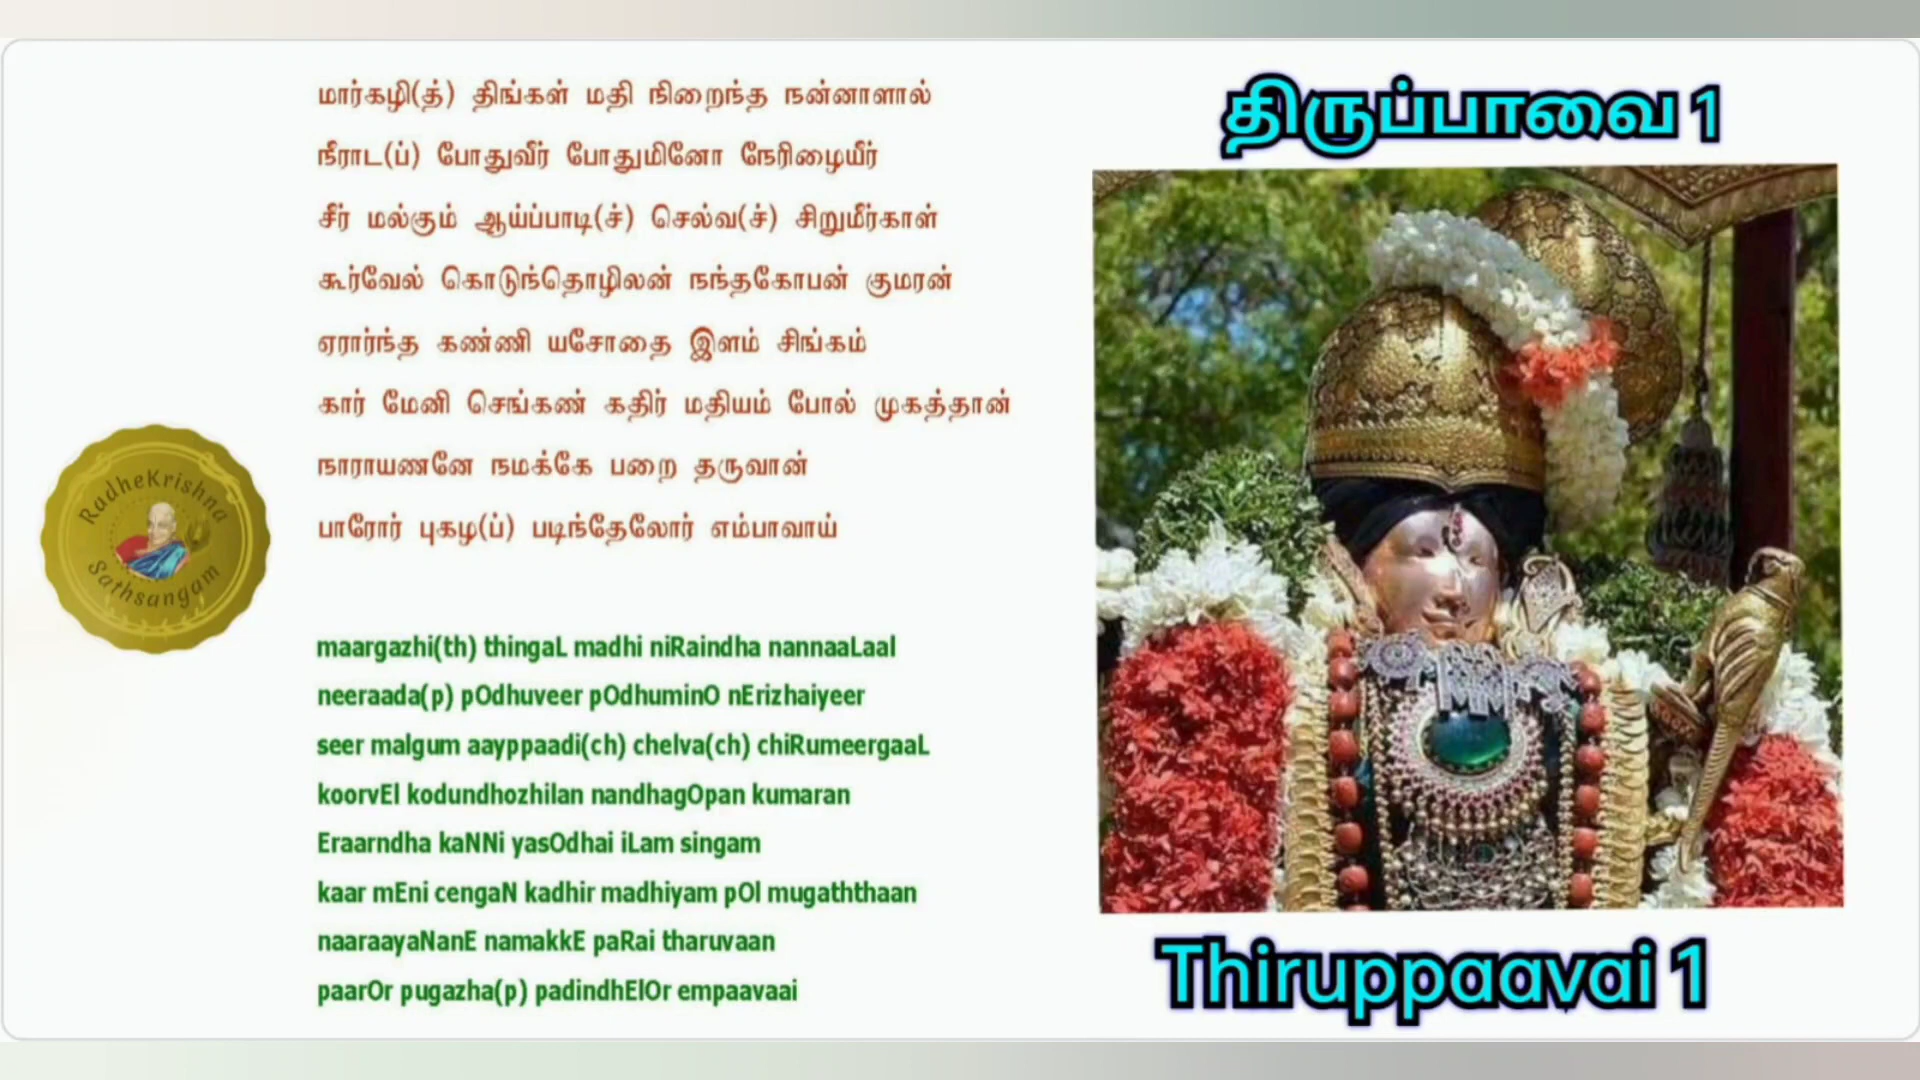 மார்கழி(த்) திங்கள் மதி நிறைந்த நன்னாளால்
நீராட(ப்) போதுவீர் போதுமினோ நேரிழையீர்
சீர் மல்கும் ஆய்ப்பாடி(ச்) செல்வ(ச்) சிறுமீர்காள்
கூர்வேல் கொடுந்தொழிலன் நந்தகோபன் குமரன்
ஏரார்ந்த கண்ணி யசோதை இளம் சிங்கம்
கார் மேனி செங்கண் கதிர் மதியம் போல் முகத்தான்
நாராயணனே நமக்கே பறை தருவான்
பாரோர் புகழ(ப்) படிந்தேலோர் எம்பாவாய்
maargazhi(th) thingaL madhi niRaindha nannaaLaal
neeraada(p) pOdhuveer pOdhuminO nErizhaiyeer
seer malgum aayppaadi(ch) chelva(ch) chiRumeergaaL
koorvEl kodundhozhilan nandhagOpan kumaran
Eraarndha kaNNi yasOdhai iLam singam
kaar mEni cengaN kadhir madhiyam pOl mugaththaan
naaraayaNanE namakkE paRai tharuvaan
paarOr pugazha(p) padindhElOr empaavaai
RadheKrishna
Sathsangam
திருப்பாவை 1
Thiruppaavai 1